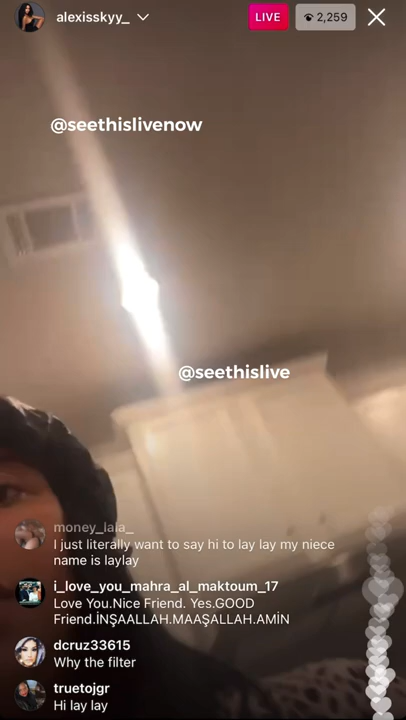 alexisskyy_
LIVE
2,259
@seethislivenow
@seethislive
money_lala_
I just literally want to say hi to lay lay my niece
name is laylay
i_love_you_mahra_al_maktoum_17
Love You.Nice Friend. Yes.GOOD
Friend.İNŞAALLAH.MAAŞALLAH.AMİN
dcruz33615
Why the filter
truetojgr
Hi lay lay